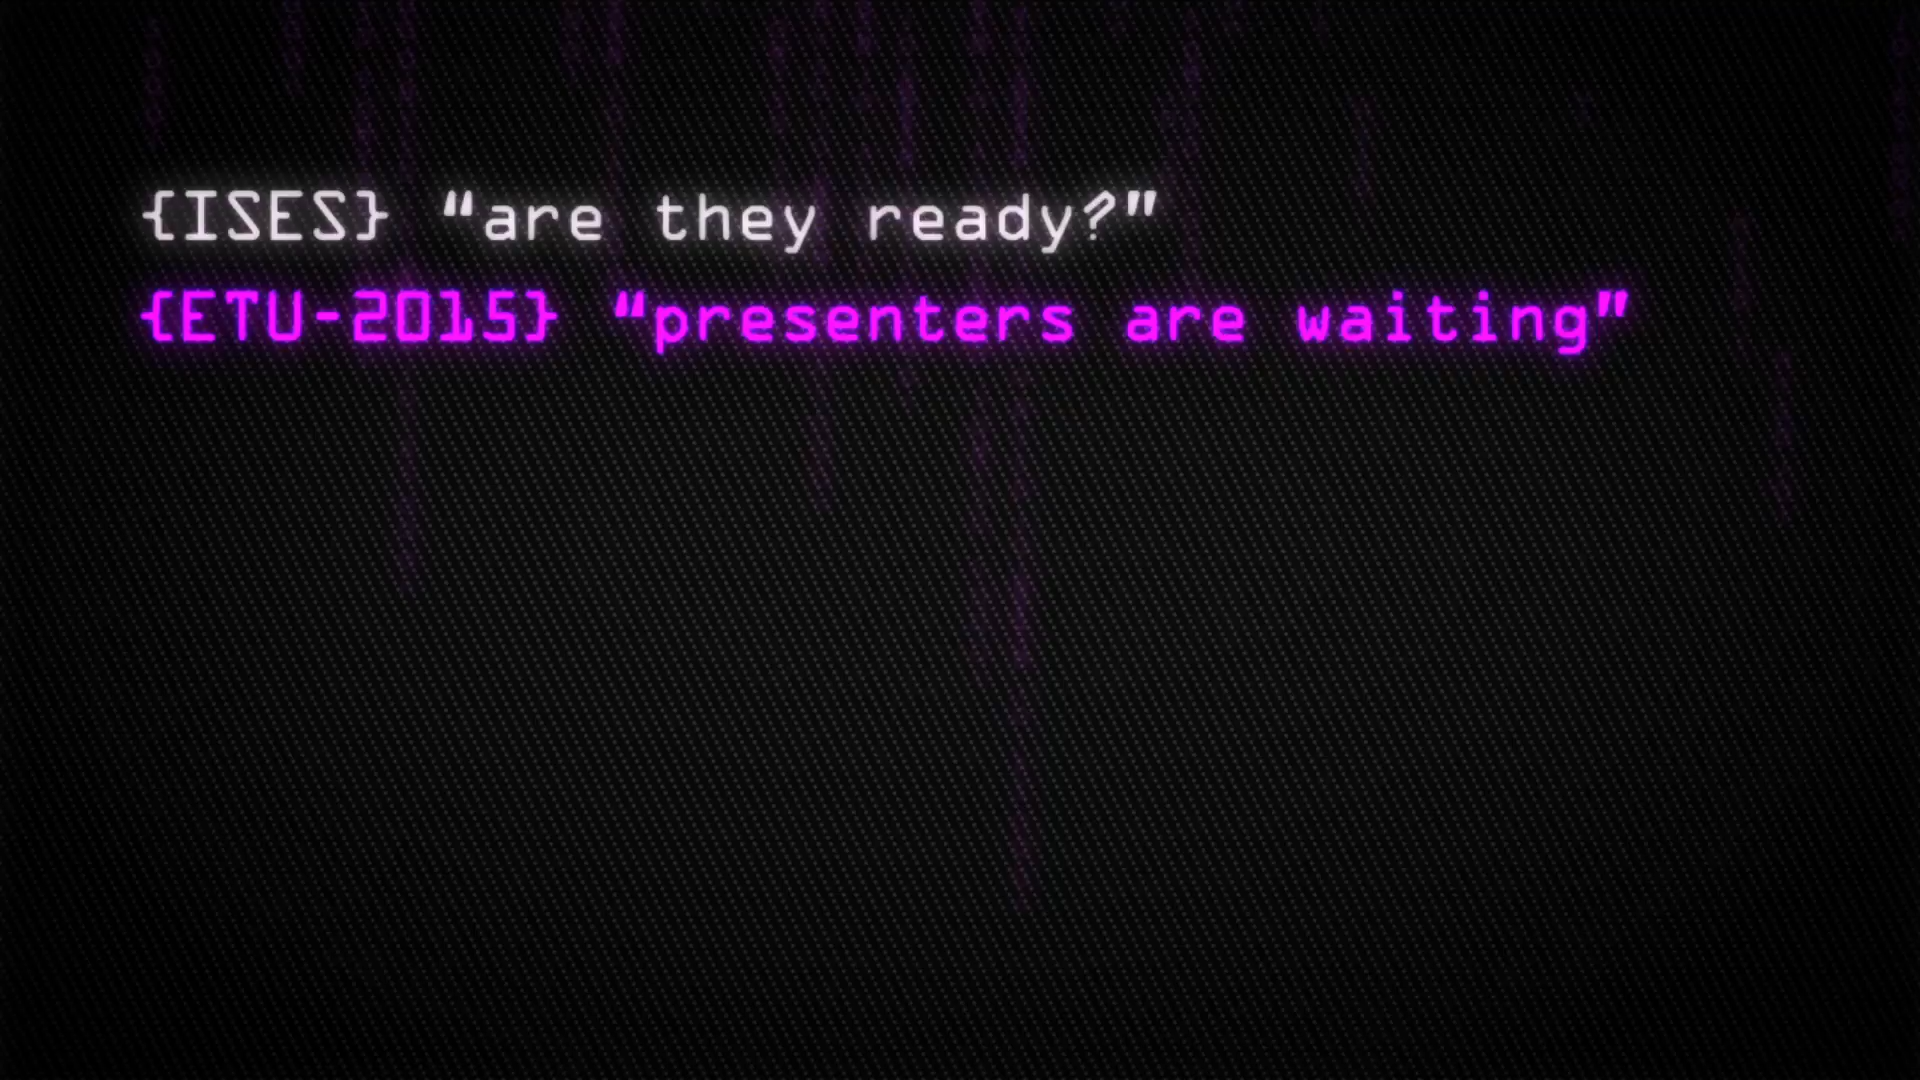 {ISES} “are they ready?”
{ETU-2015} “presenters are waiting”